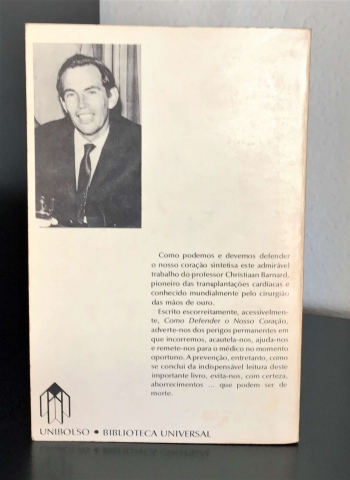 Como podemos e devemos defender
o nosso coração sintetisa este admirável
trabalho do professor Christiaan Barnard,
pioneiro das transplantações cardíacas e
conhecido mundialmente pelo cirurgião
das mãos de ouro.
Escrito escorreitamente, acessivelmen-
te, Como Defender o Nosso Coração,
adverte-nos dos perigos permanentes em
que incorremos, acautela-nos, ajuda-nos
e remete-nos para o médico no momento
oportuno. A prevenção, entretanto, como
se conclui da indispensável leitura deste
importante livro, evita-nos, com certeza,
aborrecimentos ... que podem ser de
morte.
UNIBOLSO • BIBLIOTECA UNIVERSAL